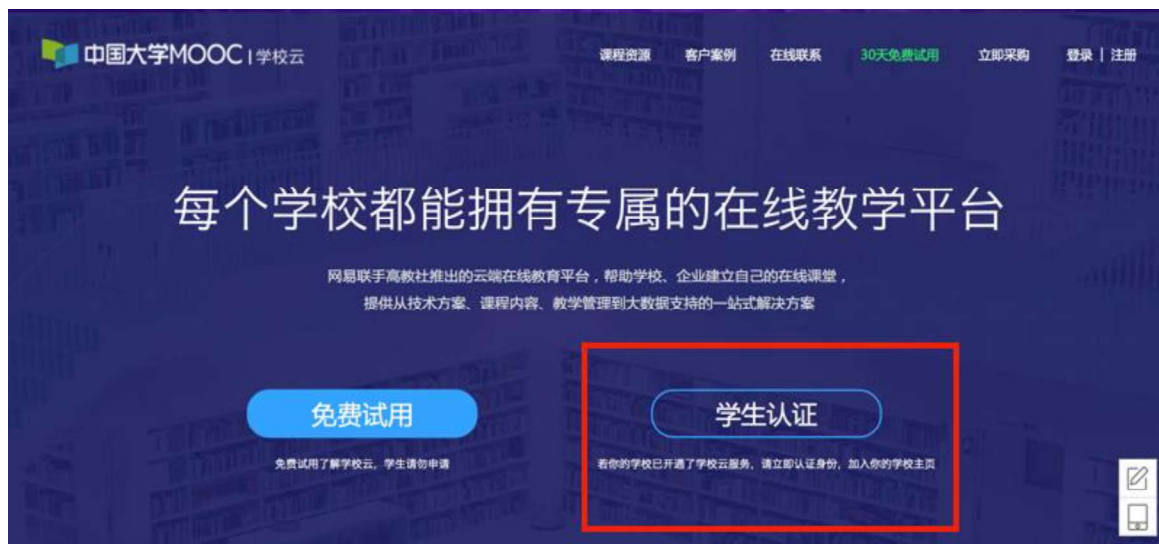 中国大学MOOC | 学校云
课程资源 客户案例 在线联系 30天免费试用 立即采购 登录 | 注册
每个学校都能拥有专属的在线教学平台
网易联手高教社推出的云端在线教育平台，帮助学校、企业建立自己的在线课堂，
提供从技术方案、课程内容、教学管理到大数据支持的一站式解决方案
免费试用
免费试用了解学校云，学生请勿申请
学生认证
若你的学校已开通了学校云服务，请立即认证身份，加入你的学校主页